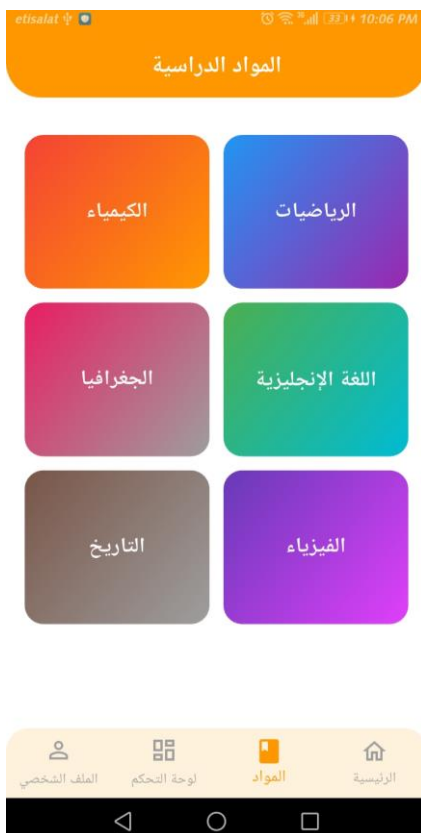 etisalat 33 10:06 PM
المواد الدراسية
الرياضيات
الكيمياء
اللغة الإنجليزية
الجغرافيا
الفيزياء
التاريخ
الرئيسية
المواد
لوحة التحكم
الملف الشخصي